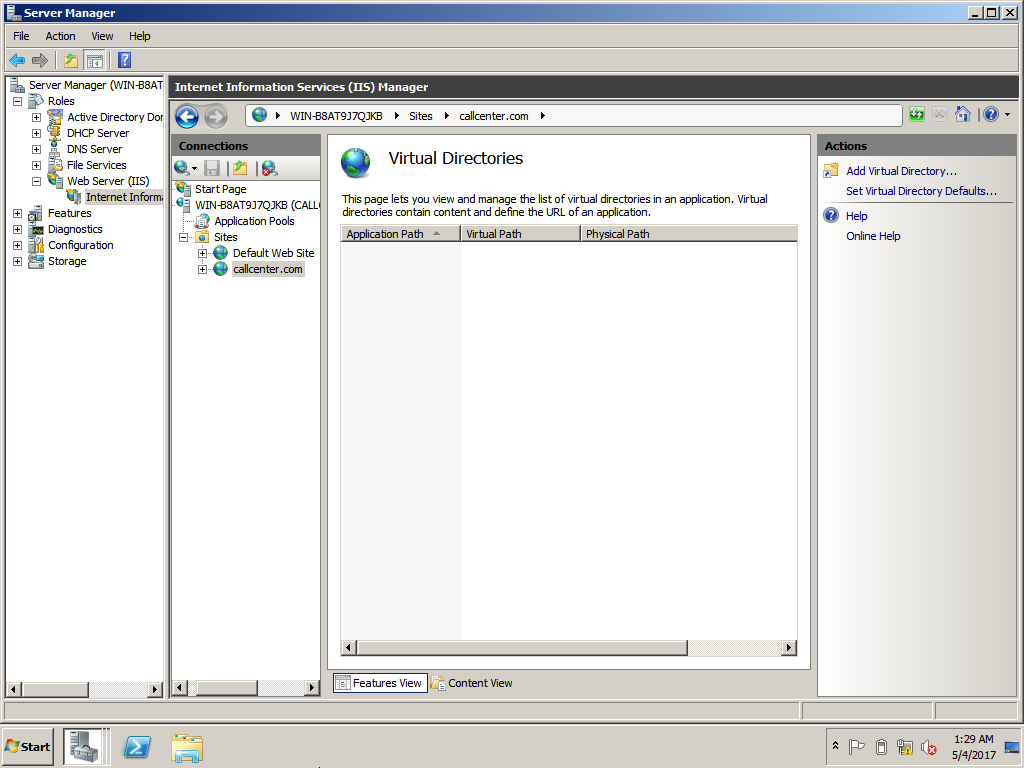 Server Manager
File Action View Help
Server Manager (WIN-B8AT
Roles
Active Directory Dor
DHCP Server
DNS Server
File Services
Web Server (IIS)
Internet Informa
Features
Diagnostics
Configuration
Storage
Internet Information Services (IIS) Manager
WIN-B8AT9J7QJKB Sites callcenter.com
Connections
Start Page
WIN-B8AT9J7QJKB (CALL
Application Pools
Sites
Default Web Site
callcenter.com
Virtual Directories
This page lets you view and manage the list of virtual directories in an application. Virtual
directories contain content and define the URL of an application.
Application Path Virtual Path Physical Path
Features View Content View
Actions
Add Virtual Directory...
Set Virtual Directory Defaults...
Help
Online Help
Start
1:29 AM
5/4/2017